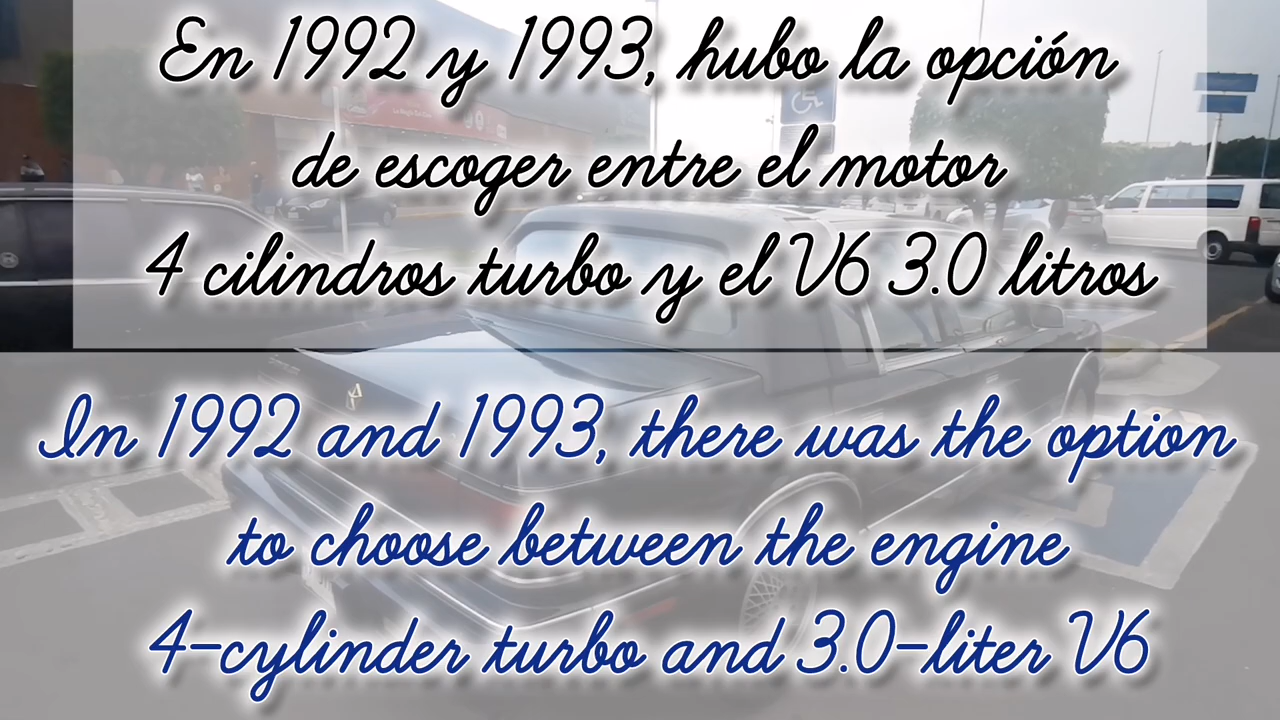 En 1992 y 1993, hubo la opción
de escoger entre el motor
4 cilindros turbo y el V6 3.0 litros
In 1992 and 1993, there was the option
to choose between the engine
4-cylinder turbo and 3.0-liter V6